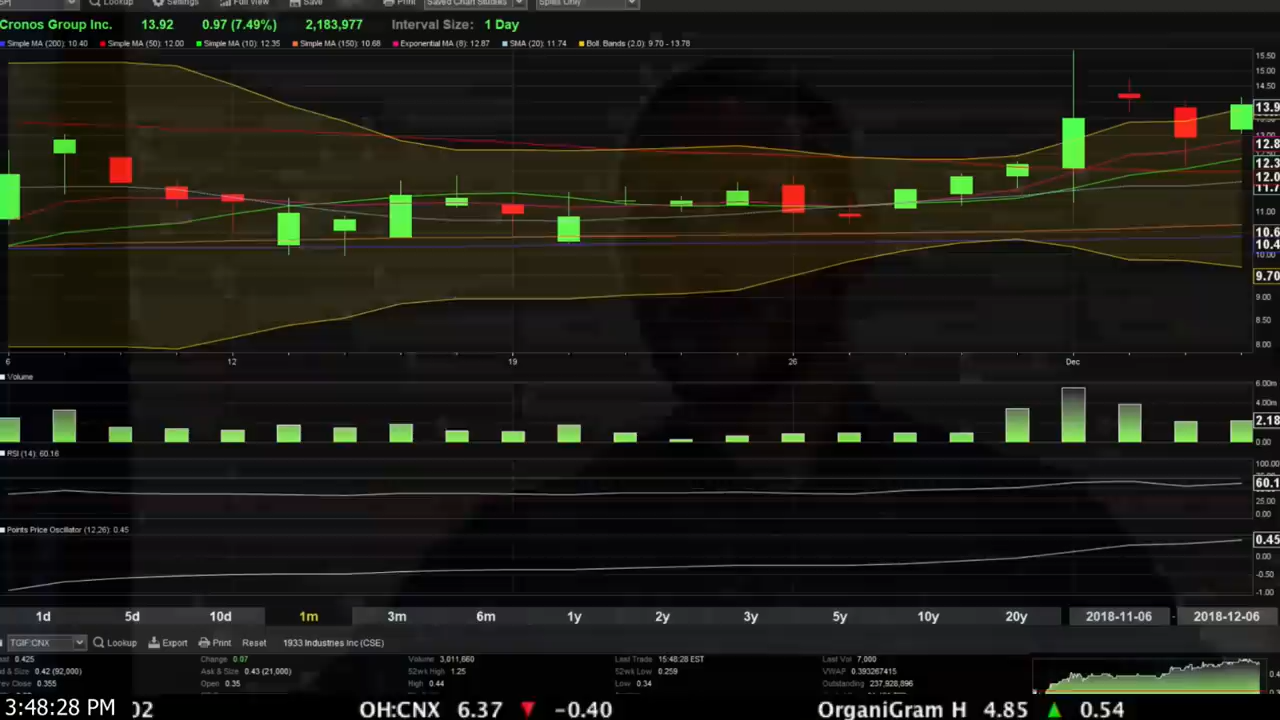 Lookup Settings Full View Save Print Saved Chart Studies Splits Only
Cronos Group Inc. 13.92 0.97 (7.49%) 2,183,977 Interval Size: 1 Day
Simple MA (200): 10.40 Simple MA (50): 12.00 Simple MA (10): 12.35 Simple MA (150): 10.68 Exponential MA (8): 12.87 SMA (20): 11.74 Boll. Bands (2.0): 9.70 - 13.78
15.50
15.00
14.50
13.9
12.8
12.3
12.0
11.7
11.00
10.6
10.4
10.00
9.70
9.00
8.50
8.00
6 12 19 26 Dec
Volume
6.00m
4.00m
2.18
0.00
RSI (14): 60.16
100.00
60.1
25.00
0.00
Points Price Oscillator (12,26): 0.45
0.45
0.00
-0.50
-1.00
1d 5d 10d 1m 3m 6m 1y 2y 3y 5y 10y 20y 2018-11-06 - 2018-12-06
TGIF:CNX Lookup Export Print Reset 1933 Industries Inc (CSE)
0.425 Change 0.07 Volume 3,011,660 Last Trade 15:48:28 EST Last Vol 7,000
& Size 0.42 (92,000) Ask & Size 0.43 (21,000) 52wk High 1.25 52wk Low 0.259 VWAP 0.393267415
Close 0.355 Open 0.35 High 0.44 Low 0.34 Outstanding 237,928,896
3:48:28 PM 02 OH:CNX 6.37 ▼ -0.40 OrganiGram H 4.85 ▲ 0.54